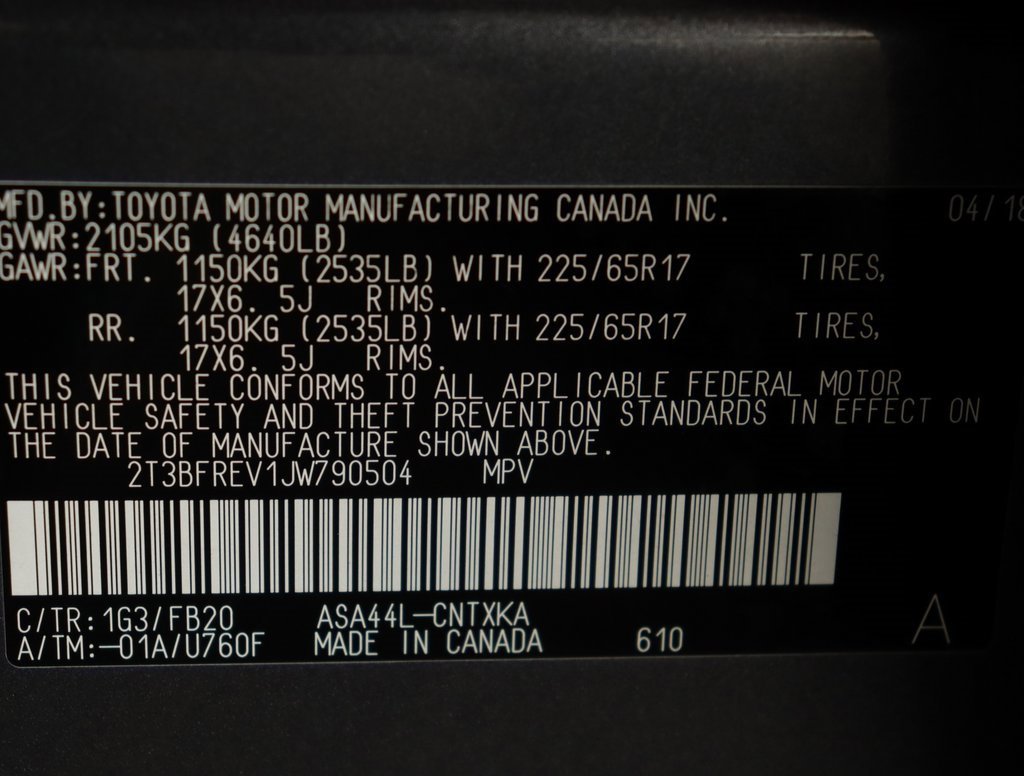 MFD.BY:TOYOTA MOTOR MANUFACTURING CANADA INC. 04/18
GVWR:2105KG (4640LB)
GAWR:FRT. 1150KG (2535LB) WITH 225/65R17 TIRES,
17X6. 5J RIMS.
RR. 1150KG (2535LB) WITH 225/65R17 TIRES,
17X6. 5J RIMS.
THIS VEHICLE CONFORMS TO ALL APPLICABLE FEDERAL MOTOR
VEHICLE SAFETY AND THEFT PREVENTION STANDARDS IN EFFECT ON
THE DATE OF MANUFACTURE SHOWN ABOVE.
2T3BFREV1JW790504 MPV
C/TR:1G3/FB20 ASA44L-CNTXKA
A/TM:-01A/U760F MADE IN CANADA 610 A